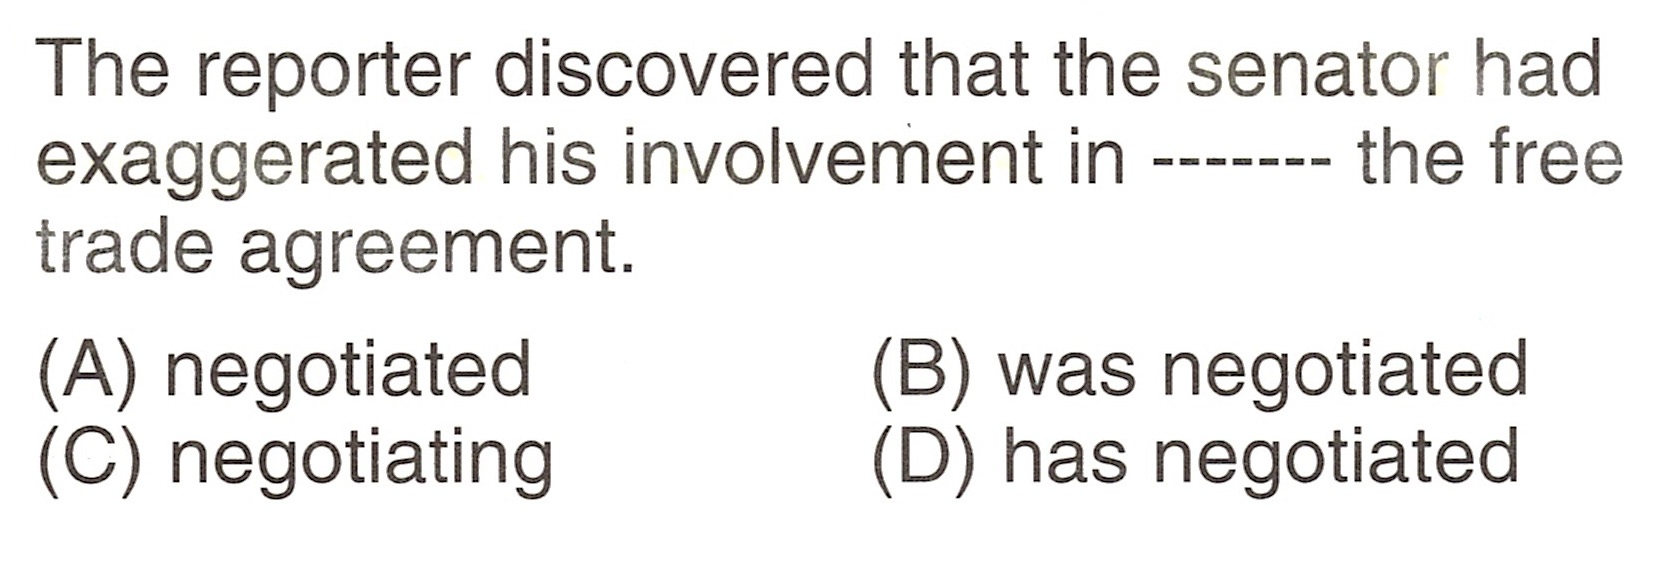 The reporter discovered that the senator had
exaggerated his involvement in ------- the free
trade agreement.
(A) negotiated (B) was negotiated
(C) negotiating (D) has negotiated